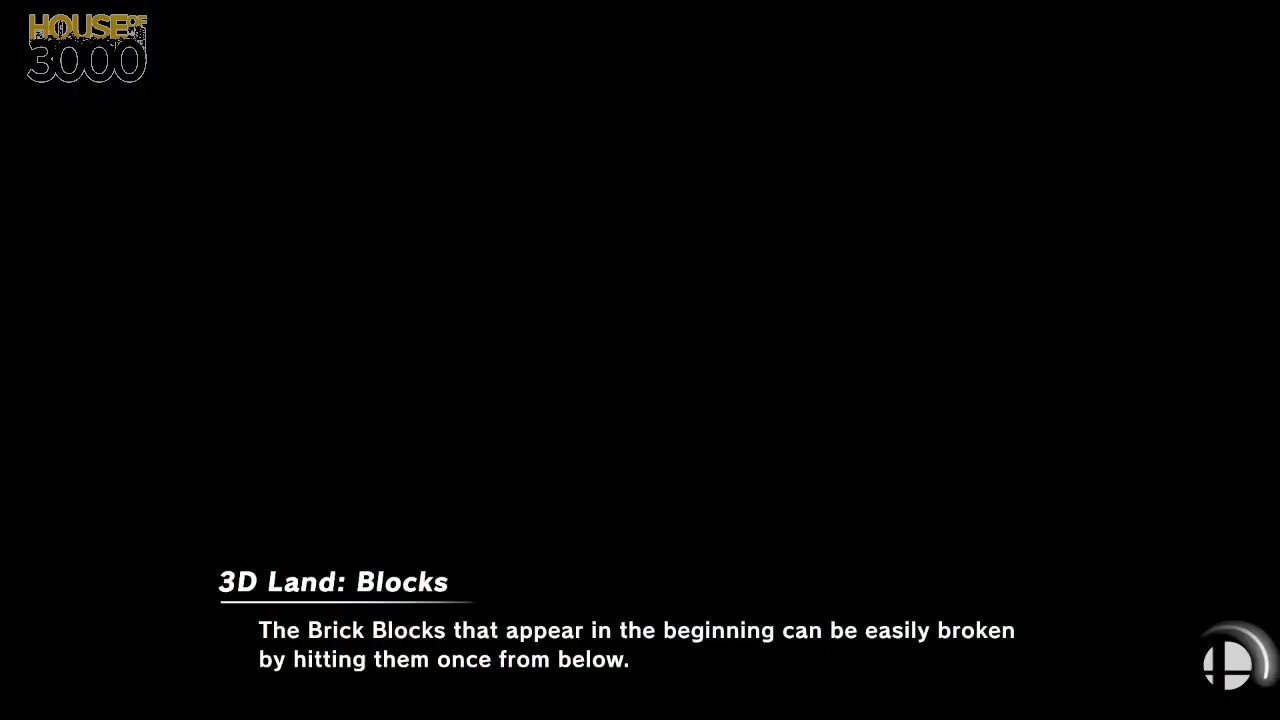 HOUSE OF
3000
3D Land: Blocks
The Brick Blocks that appear in the beginning can be easily broken
by hitting them once from below.